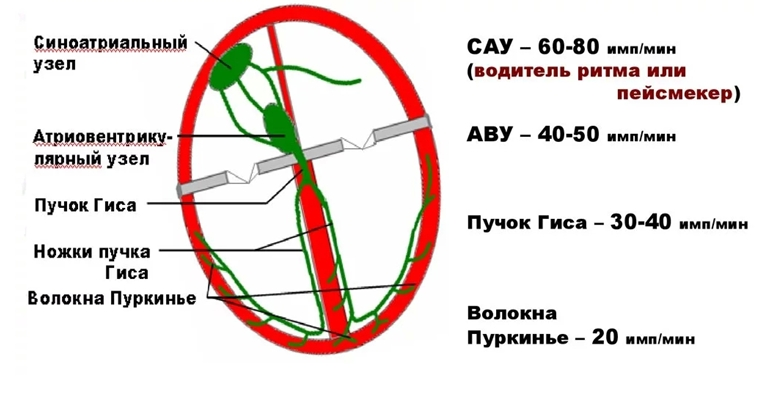 Синоатриальный
узел
Атриовентрику-
лярный узел
Пучок Гиса
Ножки пучка
Гиса
Волокна Пуркинье
САУ – 60-80 имп/мин
(водитель ритма или
пейсмекер)
АВУ – 40-50 имп/мин
Пучок Гиса – 30-40 имп/мин
Волокна
Пуркинье – 20 имп/мин